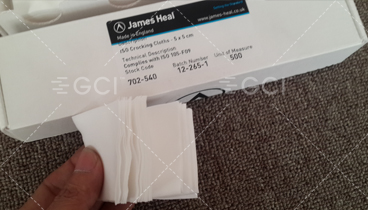 James Heal
Made in England
www.james-heal.co.uk
ISO Crocking Cloths - 5 x 5 cm
Technical Description
Complies with ISO 105-F09
Stock Code
Batch Number
Unit of Measure
702-540
12-265-1
500
GCI
GCI